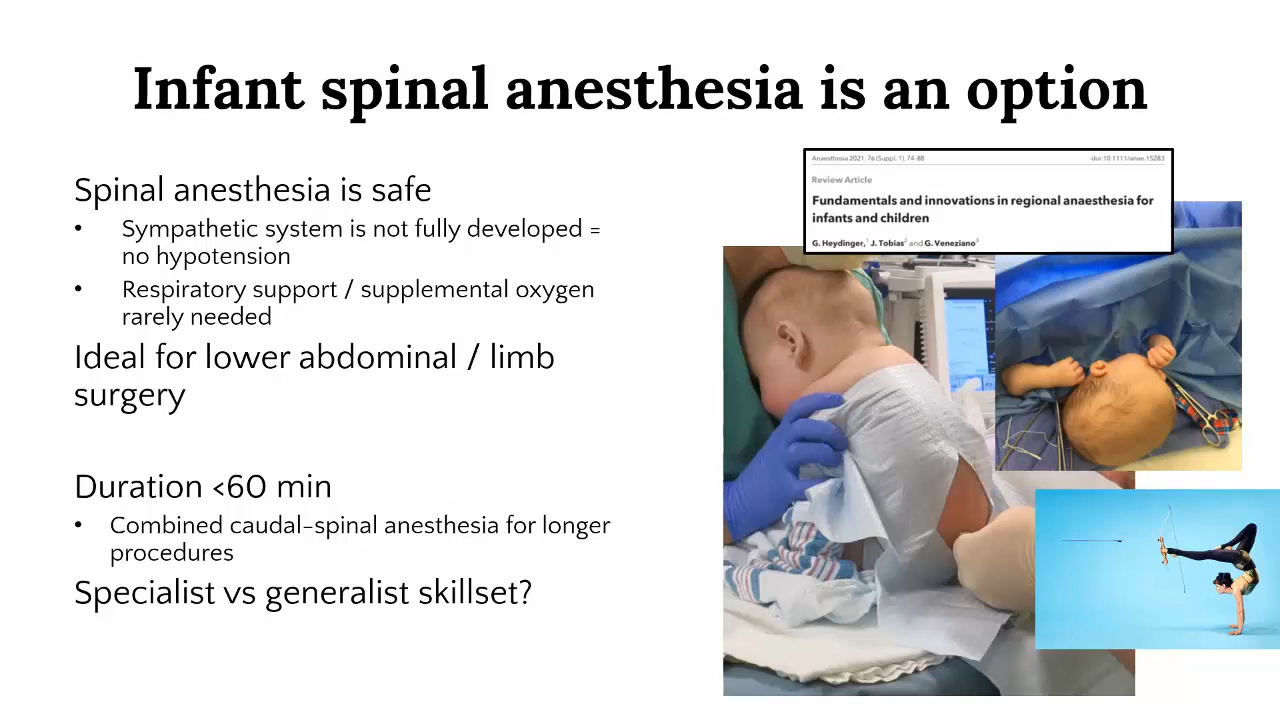 Infant spinal anesthesia is an option
Spinal anesthesia is safe
• Sympathetic system is not fully developed =
no hypotension
• Respiratory support / supplemental oxygen
rarely needed
Ideal for lower abdominal / limb
surgery
Duration <60 min
• Combined caudal-spinal anesthesia for longer
procedures
Specialist vs generalist skillset?
Anaesthesia 2021, 76 (Suppl. 1), 74–88 doi:10.1111/anae.15283
Review Article
Fundamentals and innovations in regional anaesthesia for
infants and children
G. Heydinger,1 J. Tobias2 and G. Veneziano2